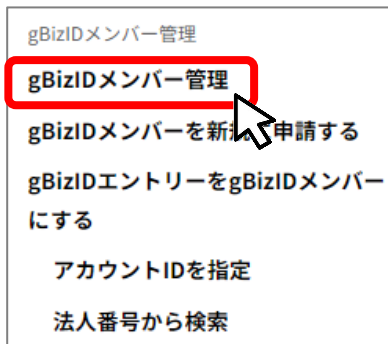 gBizIDメンバー管理
gBizIDメンバー管理
gBizIDメンバーを新規で申請する
gBizIDエントリーをgBizIDメンバー
にする
アカウントIDを指定
法人番号から検索